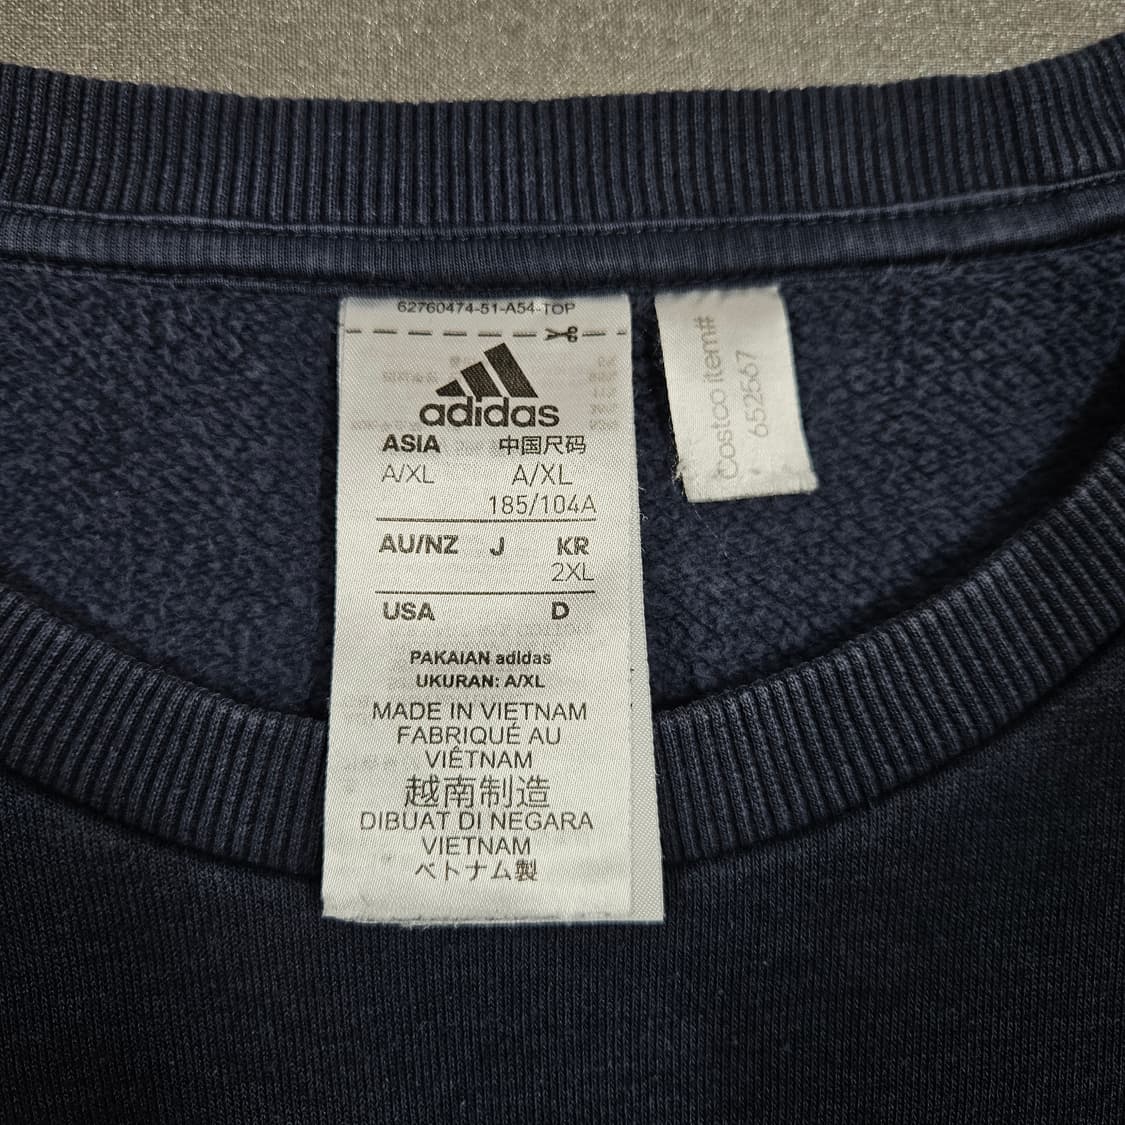 62760474-51-A54-TOP
adidas
ASIA 中国尺码
A/XL A/XL
185/104A
AU/NZ J KR
2XL
USA D
PAKAIAN adidas
UKURAN: A/XL
MADE IN VIETNAM
FABRIQUÉ AU
VIÊTNAM
越南制造
DIBUAT DI NEGARA
VIETNAM
ベトナム製
Costco item#
652567